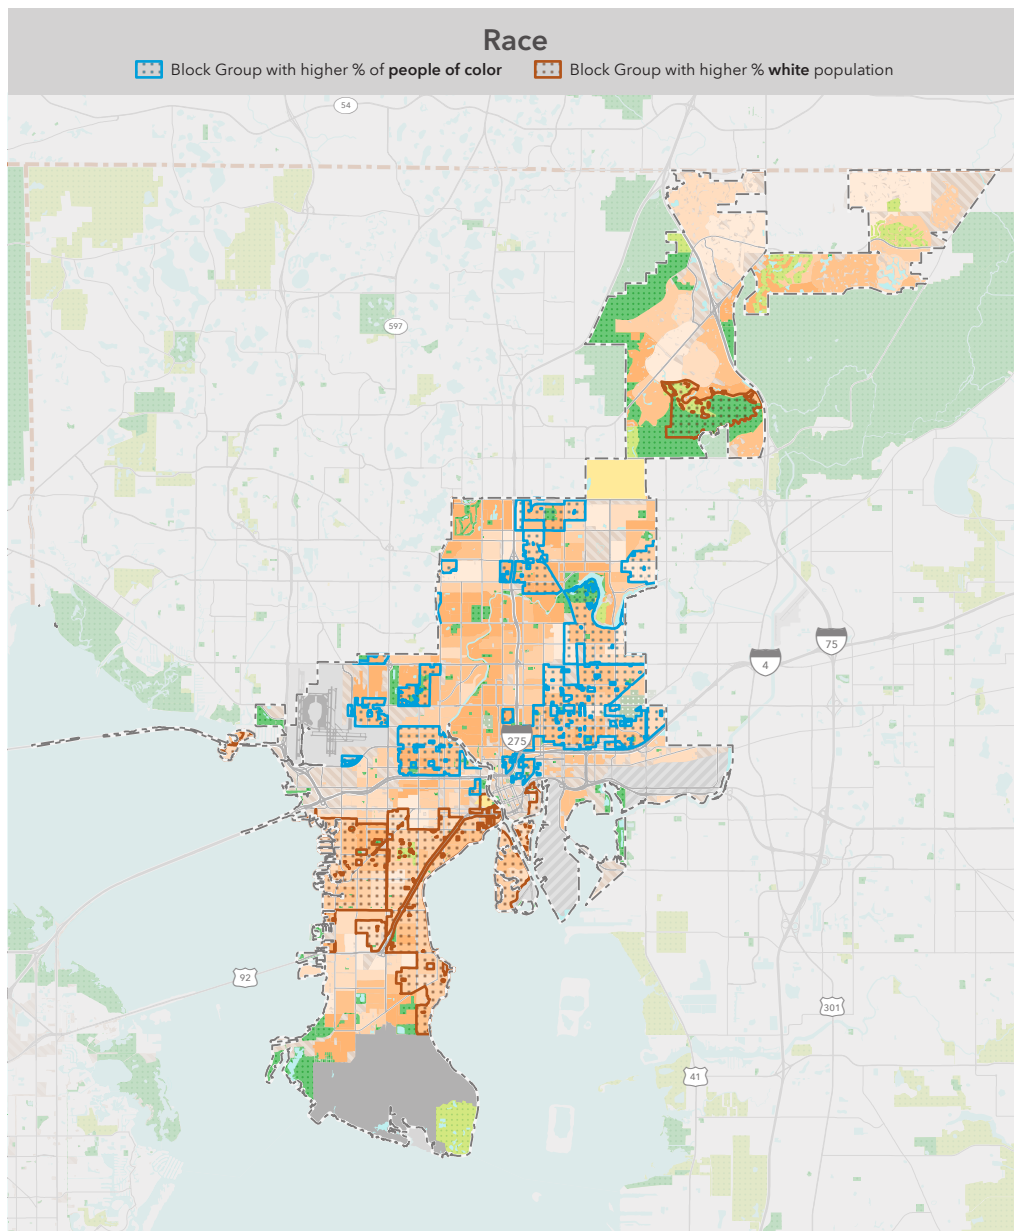 Race
Block Group with higher % of people of color
Block Group with higher % white population
54
597
75
4
275
92
301
41